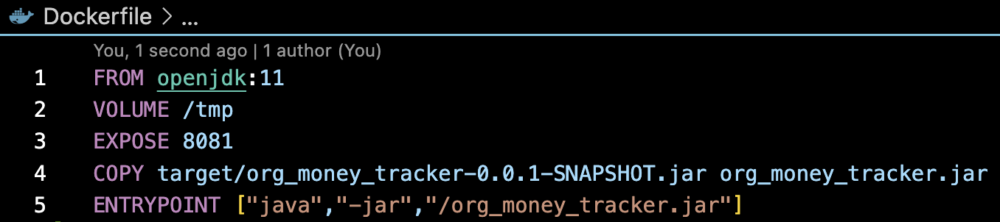 Dockerfile > ...
You, 1 second ago | 1 author (You)
1 FROM openjdk:11
2 VOLUME /tmp
3 EXPOSE 8081
4 COPY target/org_money_tracker-0.0.1-SNAPSHOT.jar org_money_tracker.jar
5 ENTRYPOINT ["java","-jar","/org_money_tracker.jar"]